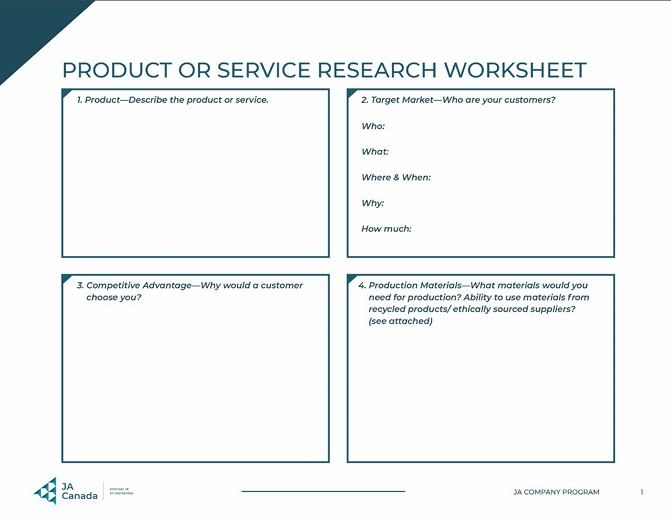 PRODUCT OR SERVICE RESEARCH WORKSHEET
1. Product—Describe the product or service.
2. Target Market—Who are your customers?
Who:
What:
Where & When:
Why:
How much:
3. Competitive Advantage—Why would a customer
choose you?
4. Production Materials—What materials would you
need for production? Ability to use materials from
recycled products/ ethically sourced suppliers?
(see attached)
JA
Canada
JA COMPANY PROGRAM
1